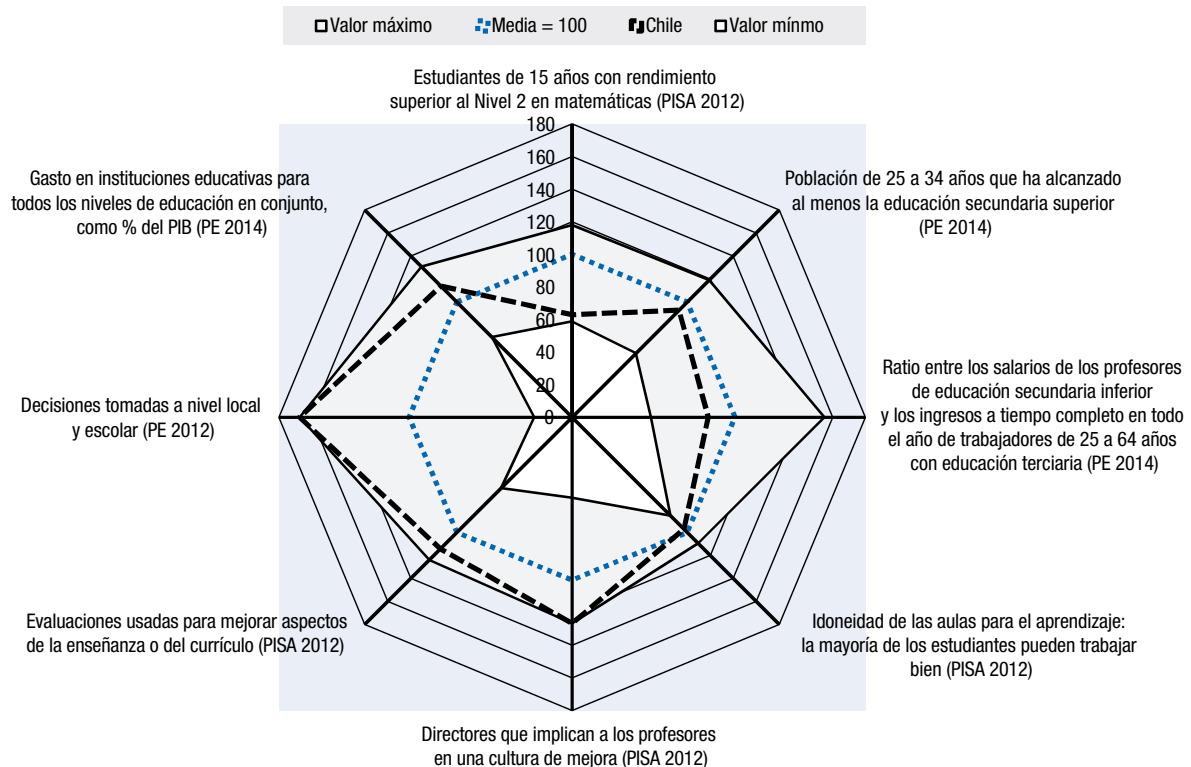 Valor máximo Media = 100 Chile Valor mínmo
Estudiantes de 15 años con rendimiento
superior al Nivel 2 en matemáticas (PISA 2012)
180
160
140
120
100
80
60
40
20
0
Población de 25 a 34 años que ha alcanzado
al menos la educación secundaria superior
(PE 2014)
Ratio entre los salarios de los profesores
de educación secundaria inferior
y los ingresos a tiempo completo en todo
el año de trabajadores de 25 a 64 años
con educación terciaria (PE 2014)
Idoneidad de las aulas para el aprendizaje:
la mayoría de los estudiantes pueden trabajar
bien (PISA 2012)
Directores que implican a los profesores
en una cultura de mejora (PISA 2012)
Evaluaciones usadas para mejorar aspectos
de la enseñanza o del currículo (PISA 2012)
Decisiones tomadas a nivel local
y escolar (PE 2012)
Gasto en instituciones educativas para
todos los niveles de educación en conjunto,
como % del PIB (PE 2014)